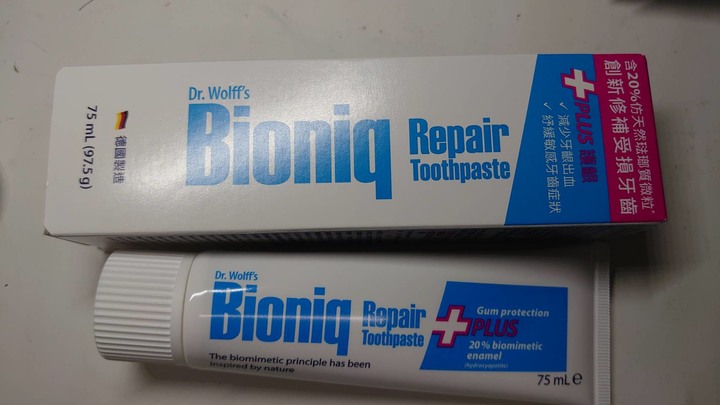 Dr. Wolff's
Bioniq
Repair
Toothpaste
75 mL (97.5 g)
德國製造
PLUS 護齦
✓ 減少牙齦出血
✓ 紓緩敏感牙齒症狀
含20%仿天然琺瑯質微粒*
創新修補受損牙齒
Dr. Wolff's
Bioniq
Repair
Toothpaste
Gum protection
PLUS
20% biomimetic
enamel
(hydroxyapatite)
The biomimetic principle has been
inspired by nature
75 mL e